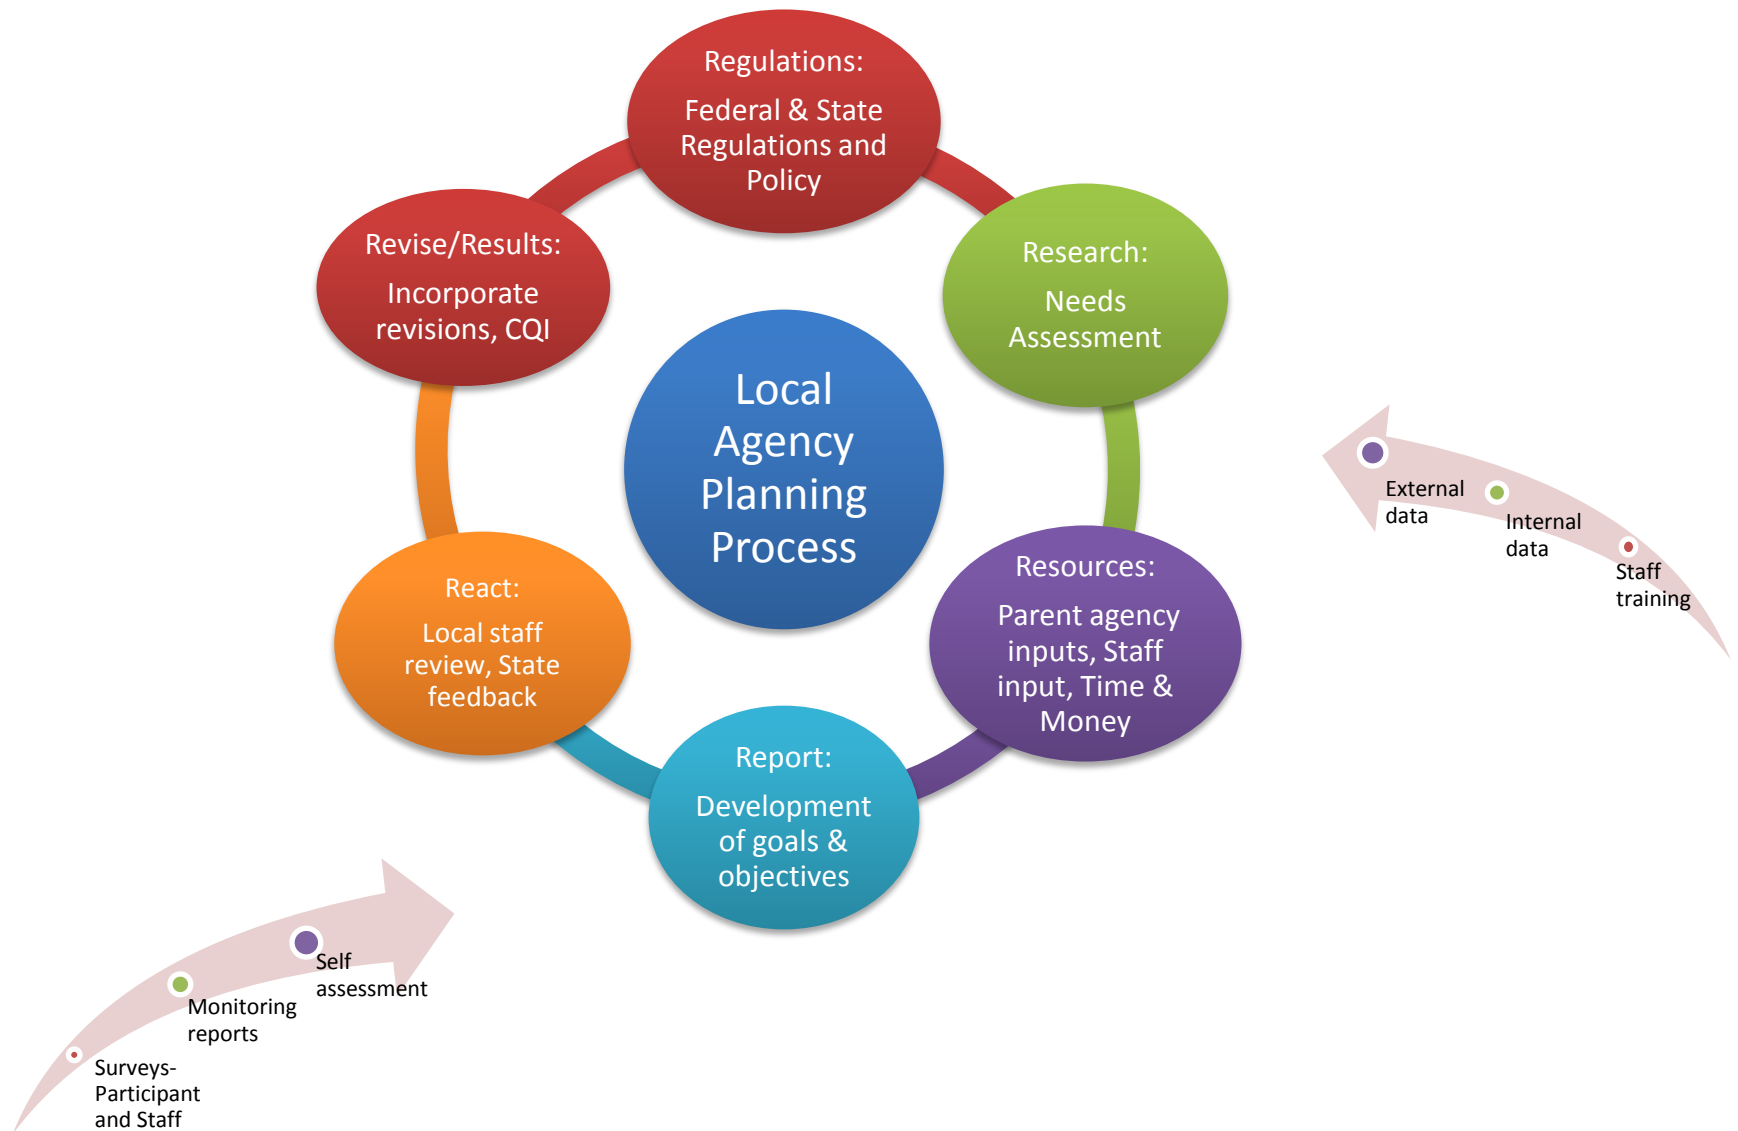 Regulations:
Federal & State
Regulations and
Policy
Research:
Needs
Assessment
Resources:
Parent agency
inputs, Staff
input, Time &
Money
Report:
Development
of goals &
objectives
React:
Local staff
review, State
feedback
Revise/Results:
Incorporate
revisions, CQI
Local
Agency
Planning
Process
External
data
Internal
data
Staff
training
Self
assessment
Monitoring
reports
Surveys-
Participant
and Staff